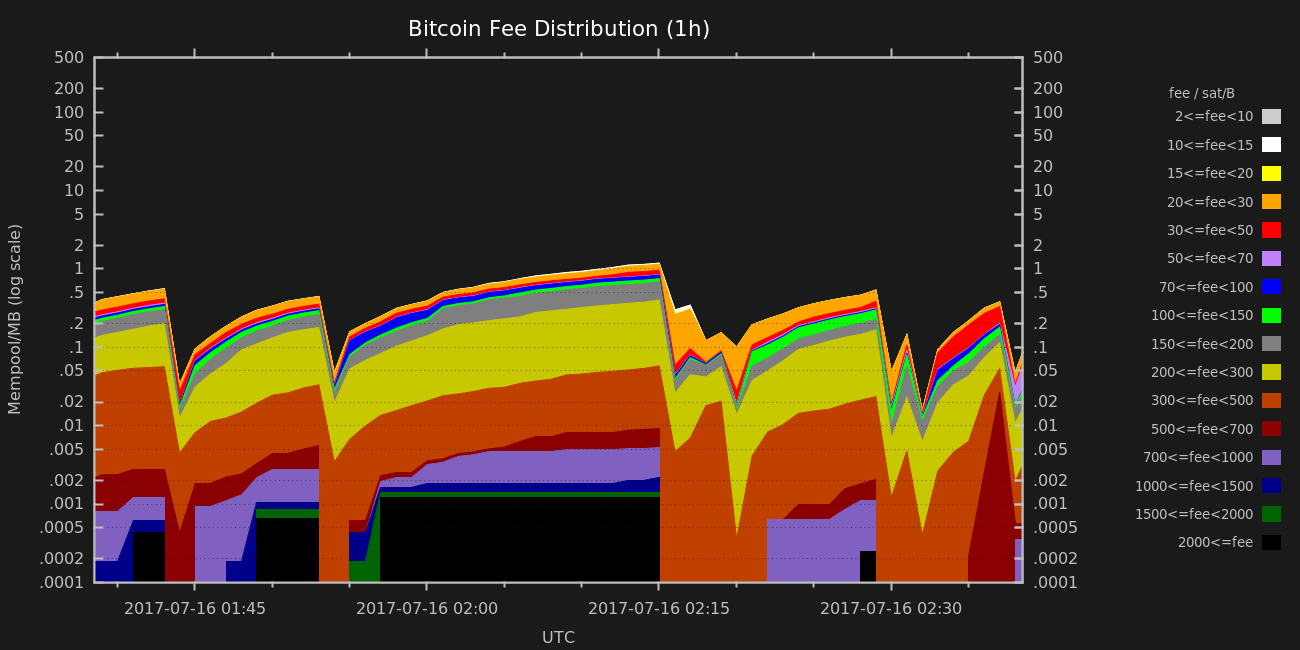 Bitcoin Fee Distribution (1h)
Mempool/MB (log scale)
500
200
100
50
20
10
5
2
1
.5
.2
.1
.05
.02
.01
.005
.002
.001
.0005
.0002
.0001
500
200
100
50
20
10
5
2
1
.5
.2
.1
.05
.02
.01
.005
.002
.001
.0005
.0002
.0001
2017-07-16 01:45
2017-07-16 02:00
2017-07-16 02:15
2017-07-16 02:30
UTC
fee / sat/B
2<=fee<10
10<=fee<15
15<=fee<20
20<=fee<30
30<=fee<50
50<=fee<70
70<=fee<100
100<=fee<150
150<=fee<200
200<=fee<300
300<=fee<500
500<=fee<700
700<=fee<1000
1000<=fee<1500
1500<=fee<2000
2000<=fee